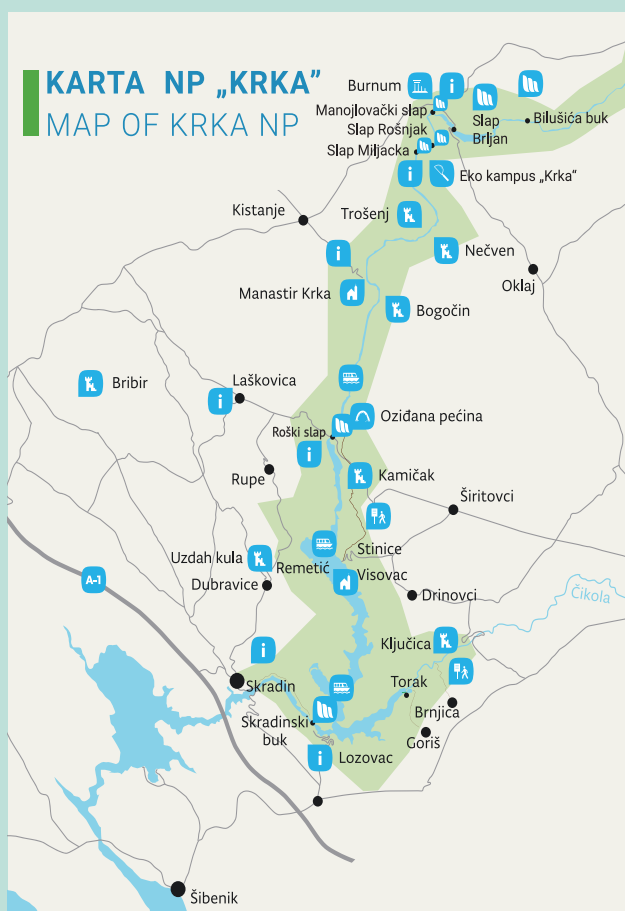 KARTA NP „KRKA”
MAP OF KRKA NP
Burnum
Manojlovački slap
Slap Rošnjak
Slap Miljacka
Slap
Brljan
Bilušića buk
Eko kampus „Krka“
Kistanje
Trošenj
Nečven
Oklaj
Manastir Krka
Bogočin
Bribir
Laškovica
Oziđana pećina
Roški slap
Rupe
Kamičak
Širitovci
Stinice
Uzdah kula
Remetić
Visovac
Dubravice
A-1
Drinovci
Čikola
Ključica
Skradin
Torak
Brnjica
Skradinski
buk
Goriš
Lozovac
Šibenik